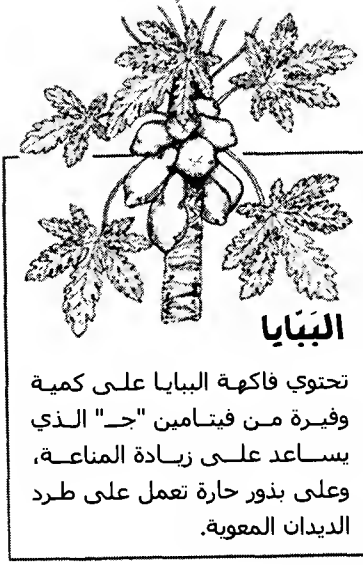 البَبّايا
تحتوي فاكهة الببايا على كمية
وفيرة من فيتامين "جـ" الذي
يساعد على زيادة المناعة،
وعلى بذور حارة تعمل على طرد
الديدان المعوية.